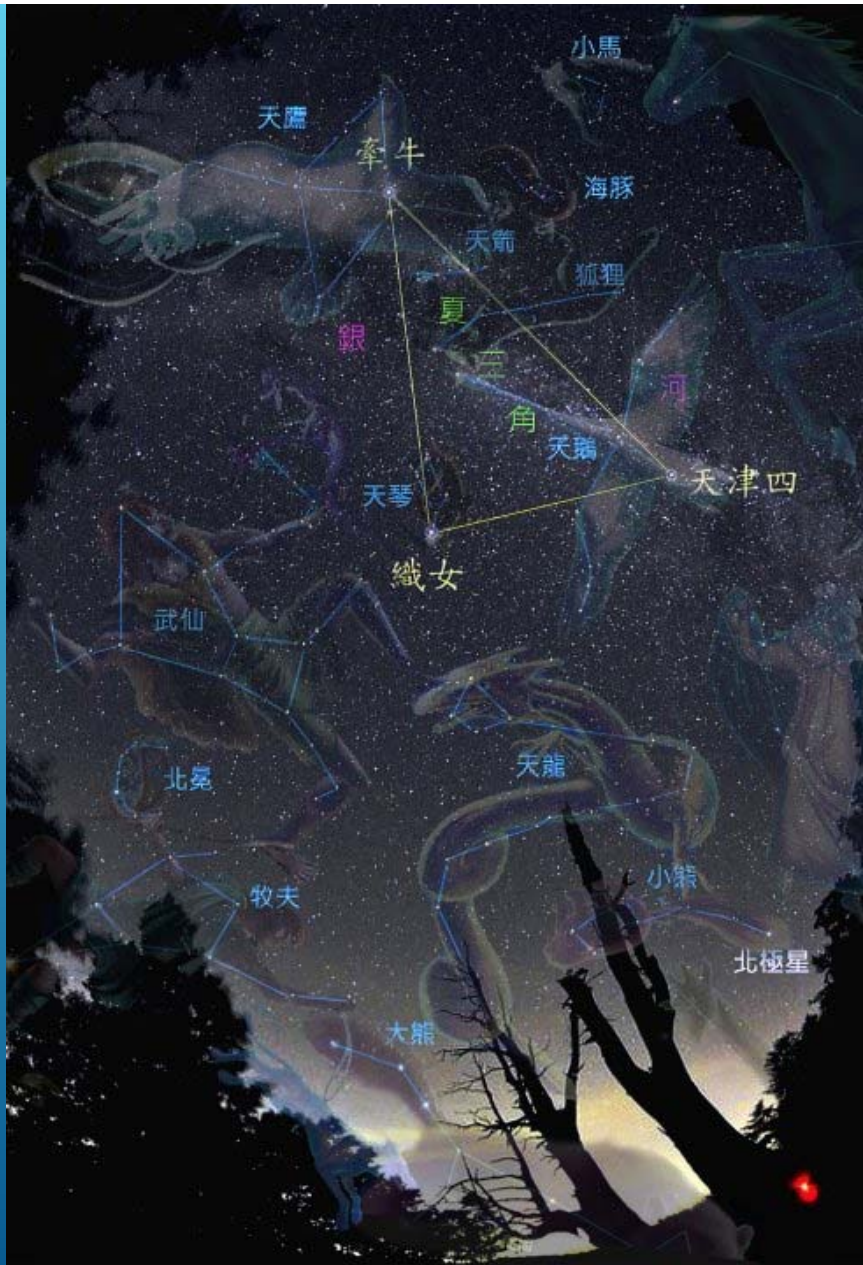 小馬
天鷹
牽牛
海豚
天箭
狐狸
夏三角
銀河
天鵝
天琴
天津四
織女
武仙
天龍
北冕
小熊
牧夫
北極星
大熊